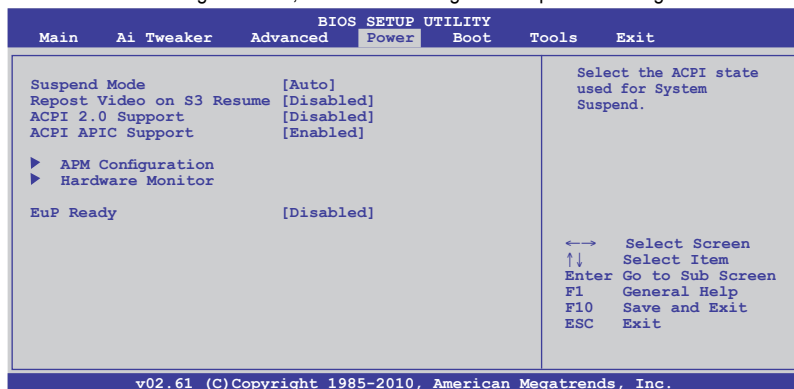 BIOS SETUP UTILITY
Main Ai Tweaker Advanced Power Boot Tools Exit
Suspend Mode [Auto]
Repost Video on S3 Resume [Disabled]
ACPI 2.0 Support [Disabled]
ACPI APIC Support [Enabled]
APM Configuration
Hardware Monitor
EuP Ready [Disabled]
Select the ACPI state
used for System
Suspend.
←→ Select Screen
↑↓ Select Item
Enter Go to Sub Screen
F1 General Help
F10 Save and Exit
ESC Exit
v02.61 (C)Copyright 1985-2010, American Megatrends, Inc.